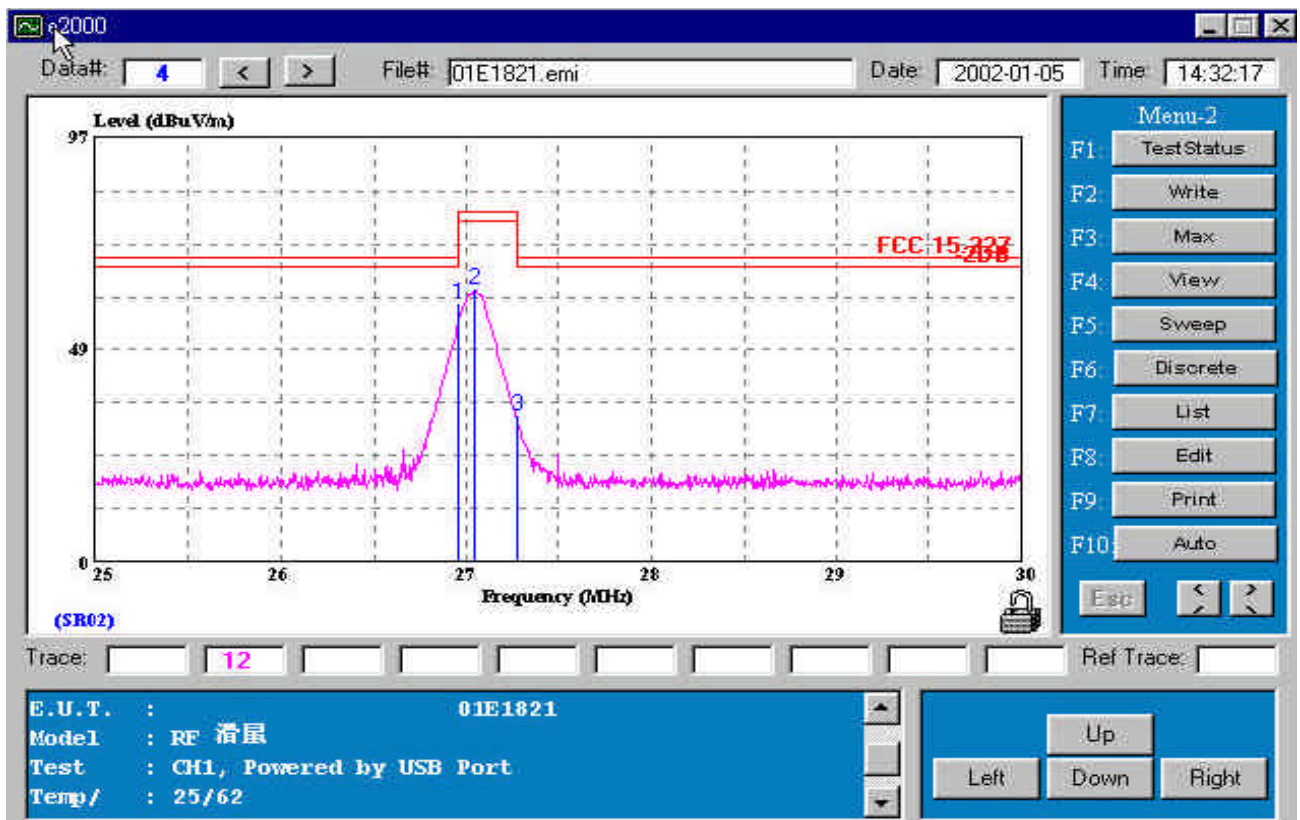 e2000
Data#: 4 < > File#: 01E1821.emi Date: 2002-01-05 Time: 14:32:17
Level (dBuV/m)
97
49
0
FCC 15.227
-2DB
1
2
3
25 26 27 28 29 30
Frequency (MHz)
(SR02)
Menu-2
F1: TestStatus
F2: Write
F3: Max
F4: View
F5: Sweep
F6: Discrete
F7: List
F8: Edit
F9: Print
F10: Auto
Esc
Trace: 12 Ref Trace:
E.U.T. : 01E1821
Model : RF 滑鼠
Test : CH1, Powered by USB Port
Temp/ : 25/62
Up
Left Down Right